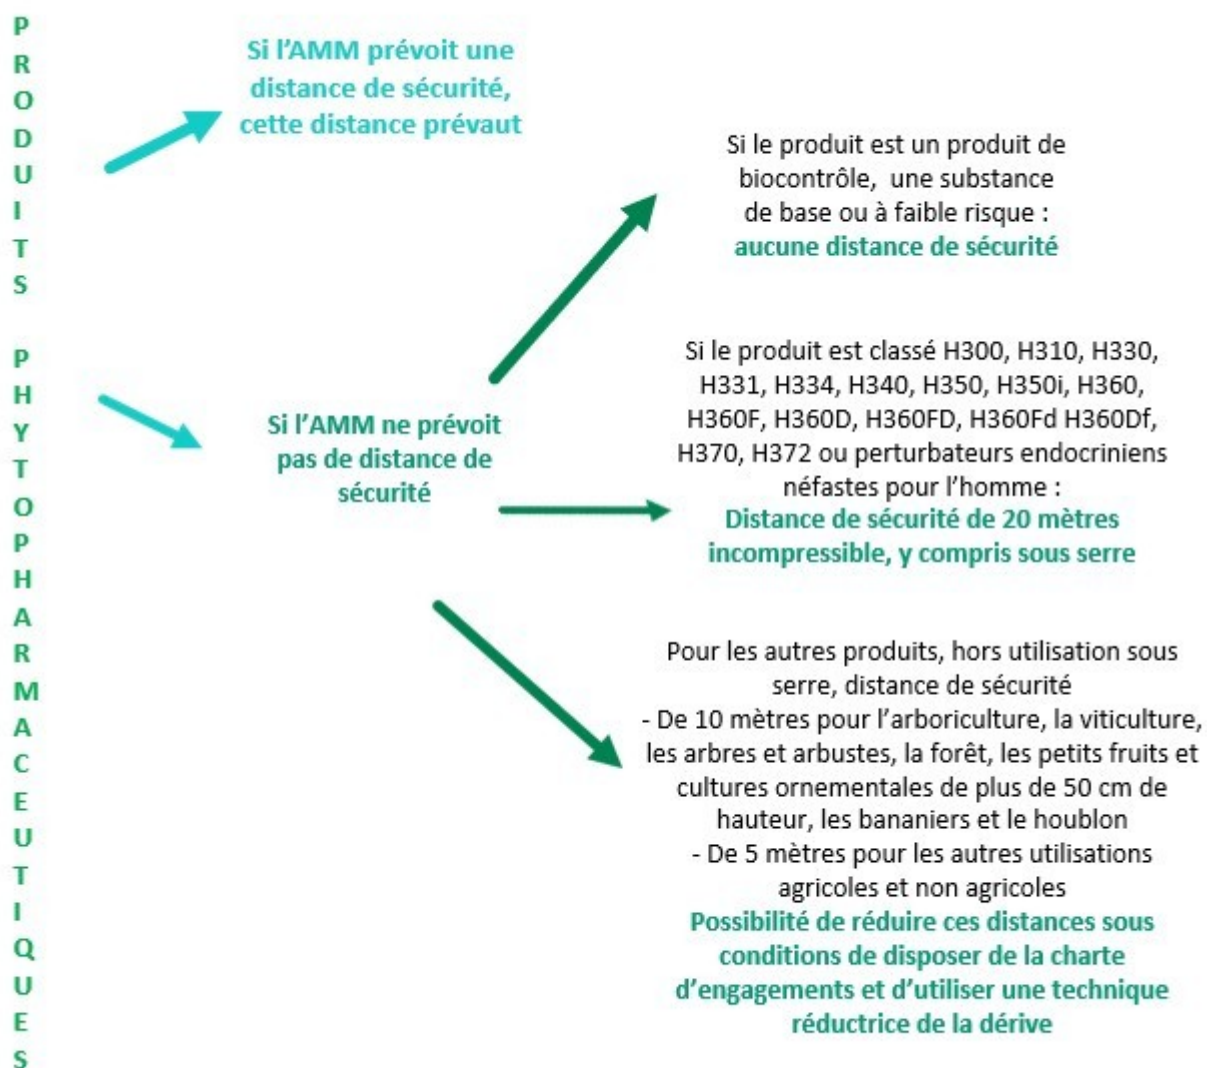 PRODUITS PHYTOPHARMACEUTIQUES
Si l'AMM prévoit une
distance de sécurité,
cette distance prévaut
Si l'AMM ne prévoit
pas de distance de
sécurité
Si le produit est un produit de
biocontrôle, une substance
de base ou à faible risque :
aucune distance de sécurité
Si le produit est classé H300, H310, H330,
H331, H334, H340, H350, H350i, H360,
H360F, H360D, H360FD, H360Fd H360Df,
H370, H372 ou perturbateurs endocriniens
néfastes pour l'homme :
Distance de sécurité de 20 mètres
incompressible, y compris sous serre
Pour les autres produits, hors utilisation sous
serre, distance de sécurité
- De 10 mètres pour l'arboriculture, la viticulture,
les arbres et arbustes, la forêt, les petits fruits et
cultures ornementales de plus de 50 cm de
hauteur, les bananiers et le houblon
- De 5 mètres pour les autres utilisations
agricoles et non agricoles
Possibilité de réduire ces distances sous
conditions de disposer de la charte
d'engagements et d'utiliser une technique
réductrice de la dérive